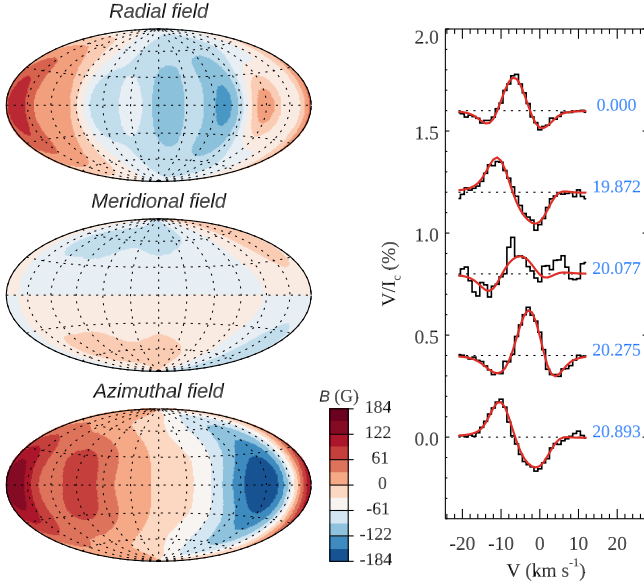 Radial field
Meridional field
Azimuthal field
B (G)
184
122
61
0
-61
-122
-184
2.0
1.5
1.0
0.5
0.0
V/Ic (%)
0.000
19.872
20.077
20.275
20.893
-20 -10 0 10
V (km s⁻¹)